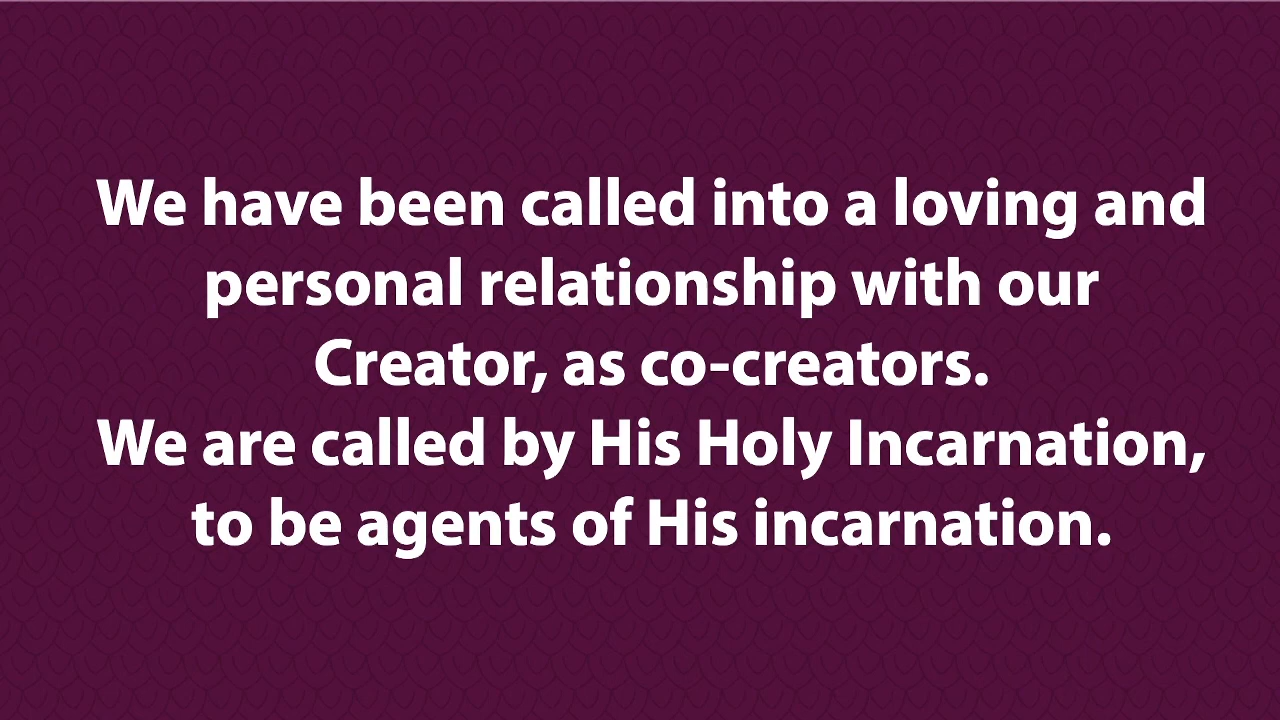 We have been called into a loving and
personal relationship with our
Creator, as co-creators.
We are called by His Holy Incarnation,
to be agents of His incarnation.